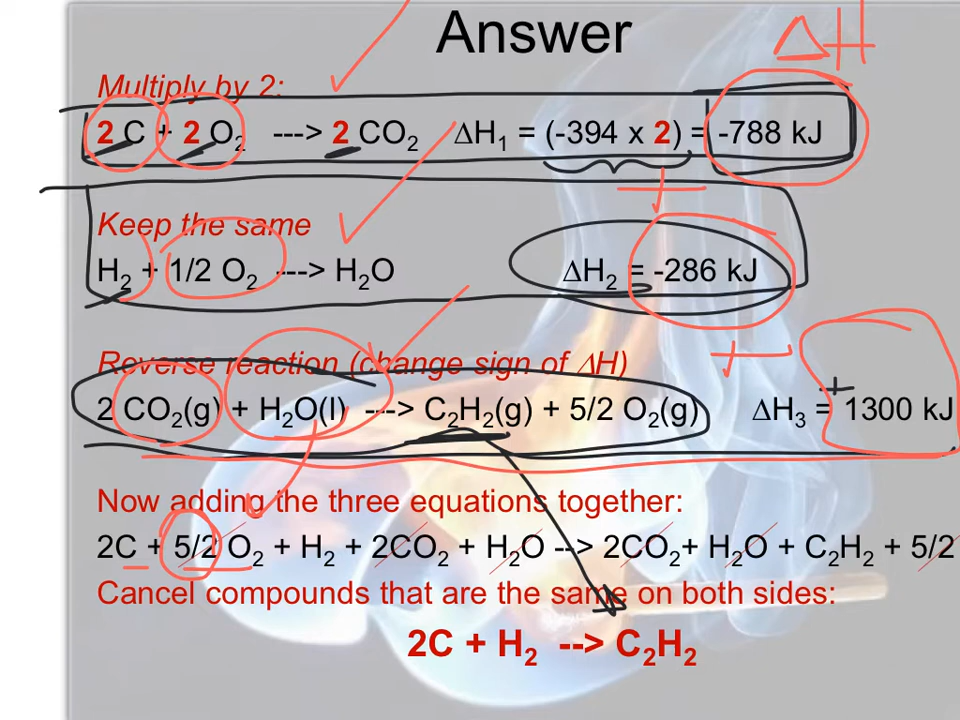 Answer
ΔH
Multiply by 2:
2 C + 2 O₂ ---> 2 CO₂ ΔH₁ = (-394 x 2) = -788 kJ
+
Keep the same
H₂ + 1/2 O₂ ---> H₂O ΔH₂ = -286 kJ
+
Reverse reaction (change sign of ΔH)
2 CO₂(g) + H₂O(l) ---> C₂H₂(g) + 5/2 O₂(g) ΔH₃ = +1300 kJ
Now adding the three equations together:
2C + 5/2 O₂ + H₂ + 2CO₂ + H₂O --> 2CO₂+ H₂O + C₂H₂ + 5/2
Cancel compounds that are the same on both sides:
2C + H₂ --> C₂H₂